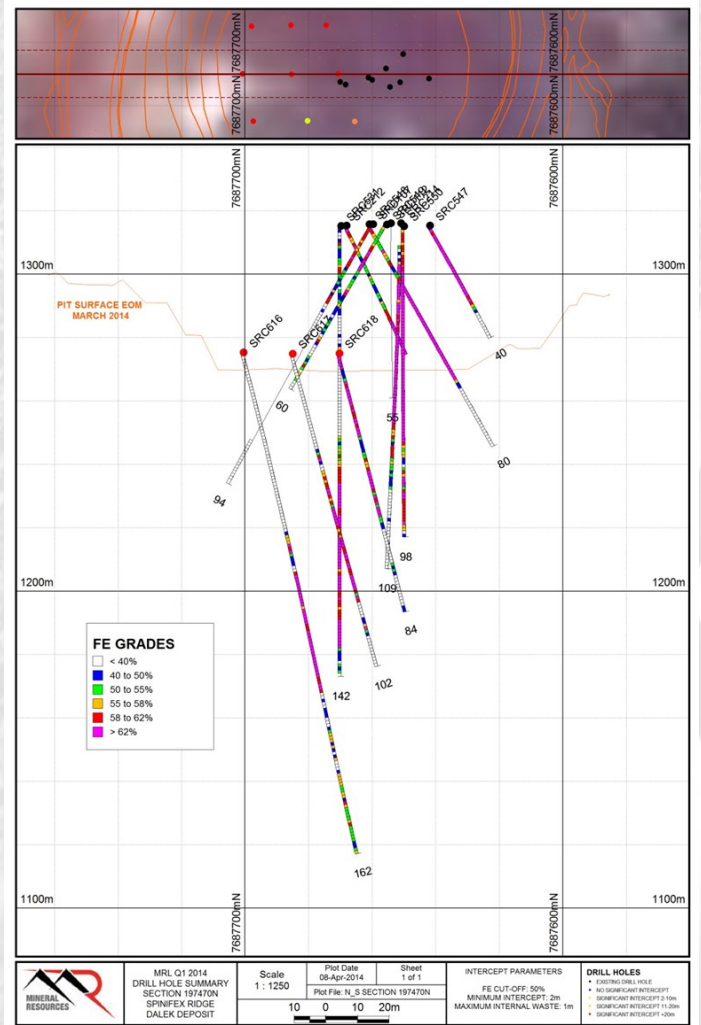 7687700mN
7687600mN
7687700mN
7687600mN
7687700mN
7687600mN
SRC212
SRC550
SRC547
1300m
1300m
PIT SURFACE EOM
MARCH 2014
SRC616
SRC617
SRC618
40
60
55
80
94
98
109
1200m
1200m
84
102
142
FE GRADES
< 40%
40 to 50%
50 to 55%
55 to 58%
58 to 62%
> 62%
162
1100m
1100m
7687700mN
7687600mN
MINERAL
RESOURCES
MRL Q1 2014
DRILL HOLE SUMMARY
SECTION 197470N
SPINIFEX RIDGE
DALEK DEPOSIT
Scale
1 : 1250
Plot Date
08-Apr-2014
Sheet
1 of 1
Plot File: N_S SECTION 197470N
10 0 10 20m
INTERCEPT PARAMETERS
FE CUT-OFF: 50%
MINIMUM INTERCEPT: 2m
MAXIMUM INTERNAL WASTE: 1m
DRILL HOLES
EXISTING DRILL HOLE
NO SIGNIFICANT INTERCEPT
SIGNIFICANT INTERCEPT 2-10m
SIGNIFICANT INTERCEPT 11-20m
SIGNIFICANT INTERCEPT +20m